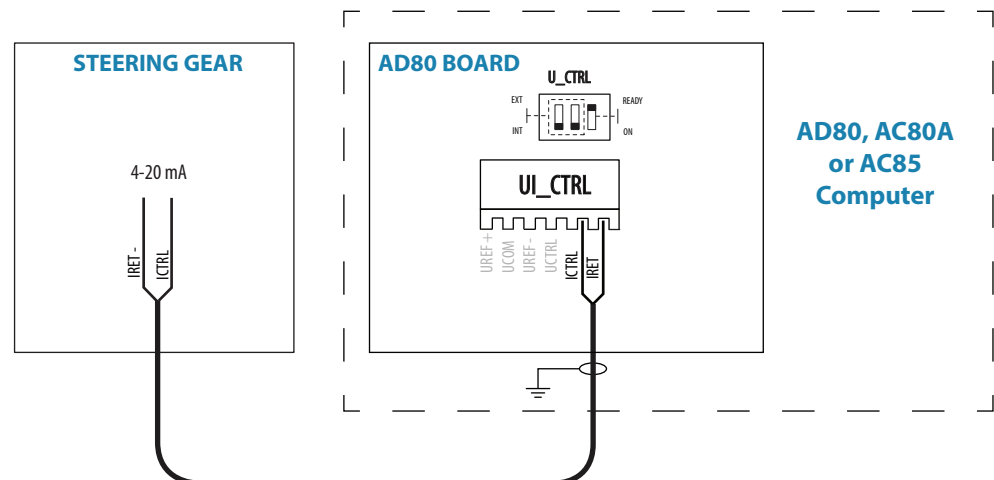 STEERING GEAR
4-20 mA
IRET -
ICTRL
AD80 BOARD
U_CTRL
EXT
READY
INT
ON
UI_CTRL
UREF +
UCOM
UREF -
UCTRL
ICTRL
IRET
AD80, AC80A
or AC85
Computer